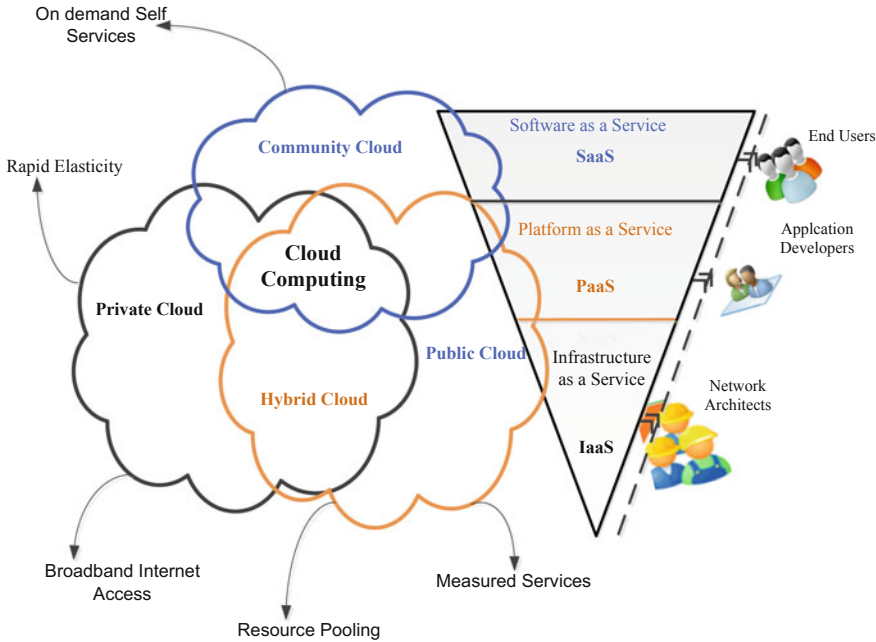 On demand Self
Services
Rapid Elasticity
Community Cloud
Cloud
Computing
Private Cloud
Public Cloud
Hybrid Cloud
Broadband Internet
Access
Resource Pooling
Measured Services
Software as a Service
SaaS
Platform as a Service
PaaS
Infrastructure
as a Service
IaaS
End Users
Applcation
Developers
Network
Architects